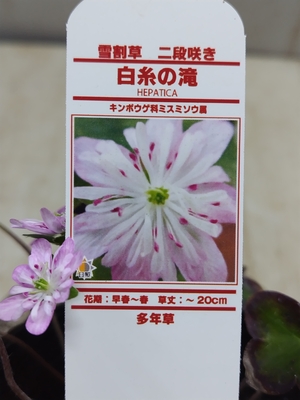 雪割草 二段咲き
白糸の滝
HEPATICA
キンポウゲ科ミスミソウ属
花期：早春～春 草丈：～20cm
多年草